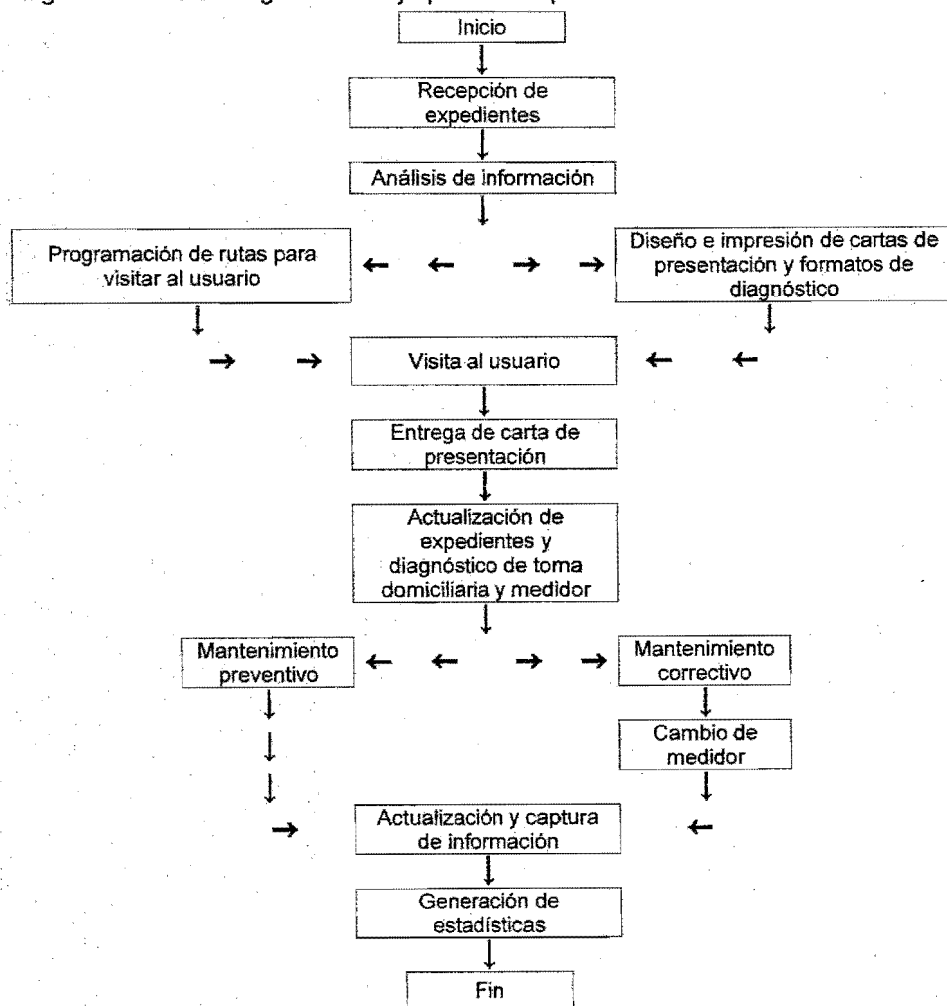 Inicio
Recepción de
expedientes
Análisis de información
Programación de rutas para
visitar al usuario
Diseño e impresión de cartas de
presentación y formatos de
diagnóstico
Visita al usuario
Entrega de carta de
presentación
Actualización de
expedientes y
diagnóstico de toma
domiciliaria y medidor
Mantenimiento
preventivo
Mantenimiento
correctivo
Cambio de
medidor
Actualización y captura
de información
Generación de
estadísticas
Fin